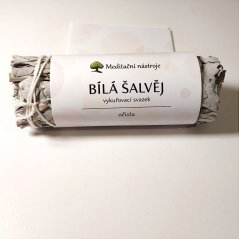 Meditační nástroje
BÍLÁ ŠALVĚJ
vykuřovací svazek
očista